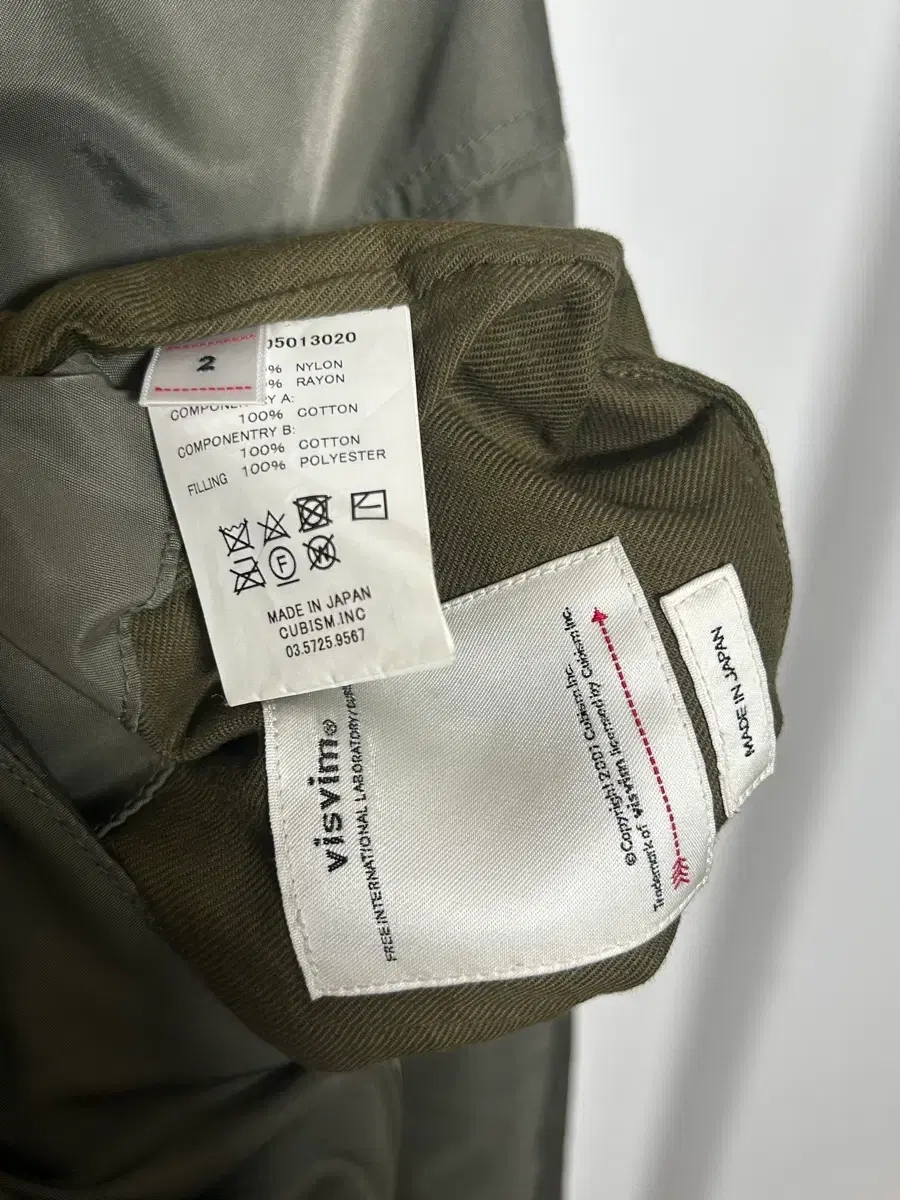 2
05013020
% NYLON
% RAYON
COMPONENTRY A:
100% COTTON
COMPONENTRY B:
100% COTTON
FILLING 100% POLYESTER
F
MADE IN JAPAN
CUBISM.INC
03.5725.9567
visvim®
FREE INTERNATIONAL LABORATORY/
©Copyright 2001 Cubism Inc.
Trademark of visvim licensed by Cubism Inc.
MADE IN JAPAN